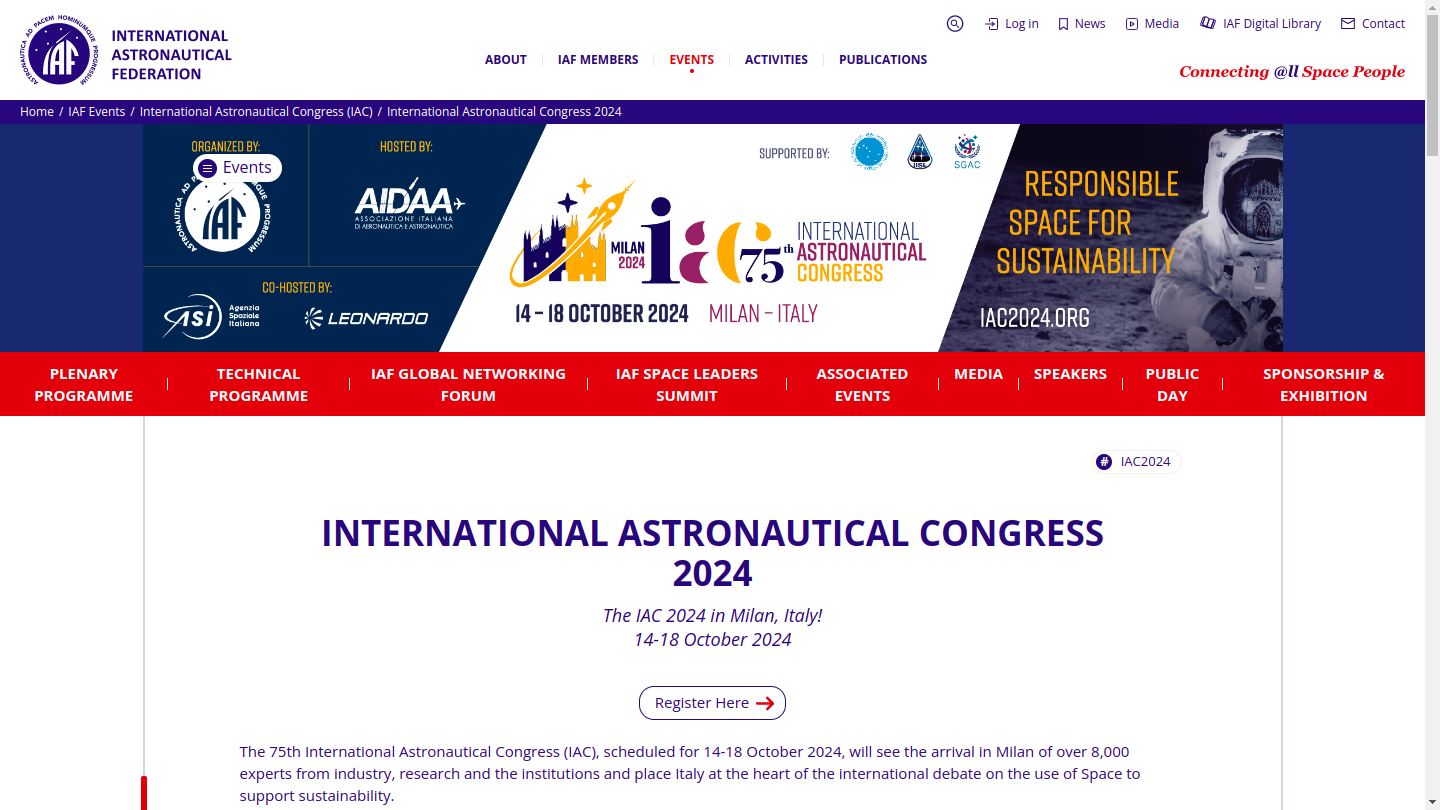 INTERNATIONAL
ASTRONAUTICAL
FEDERATION
Log in
News
Media
IAF Digital Library
Contact
ABOUT
IAF MEMBERS
EVENTS
ACTIVITIES
PUBLICATIONS
Connecting @ll Space People
Home / IAF Events / International Astronautical Congress (IAC) / International Astronautical Congress 2024
ORGANIZED BY:
Events
IAF
ASTRONAUTICA AD PACEM HOMINUMQUE PROGRESSUM
HOSTED BY:
AIDAA
ASSOCIAZIONE ITALIANA
DI AERONAUTICA E ASTRONAUTICA
CO-HOSTED BY:
ASI
Agenzia
Spaziale
Italiana
LEONARDO
SUPPORTED BY:
SGAC
MILAN
2024
iac 75th
INTERNATIONAL
ASTRONAUTICAL
CONGRESS
14 – 18 OCTOBER 2024 MILAN – ITALY
RESPONSIBLE
SPACE FOR
SUSTAINABILITY
IAC2024.ORG
PLENARY
PROGRAMME
TECHNICAL
PROGRAMME
IAF GLOBAL NETWORKING
FORUM
IAF SPACE LEADERS
SUMMIT
ASSOCIATED
EVENTS
MEDIA
SPEAKERS
PUBLIC
DAY
SPONSORSHIP &
EXHIBITION
# IAC2024
INTERNATIONAL ASTRONAUTICAL CONGRESS
2024
The IAC 2024 in Milan, Italy!
14-18 October 2024
Register Here
The 75th International Astronautical Congress (IAC), scheduled for 14-18 October 2024, will see the arrival in Milan of over 8,000
experts from industry, research and the institutions and place Italy at the heart of the international debate on the use of Space to
support sustainability.